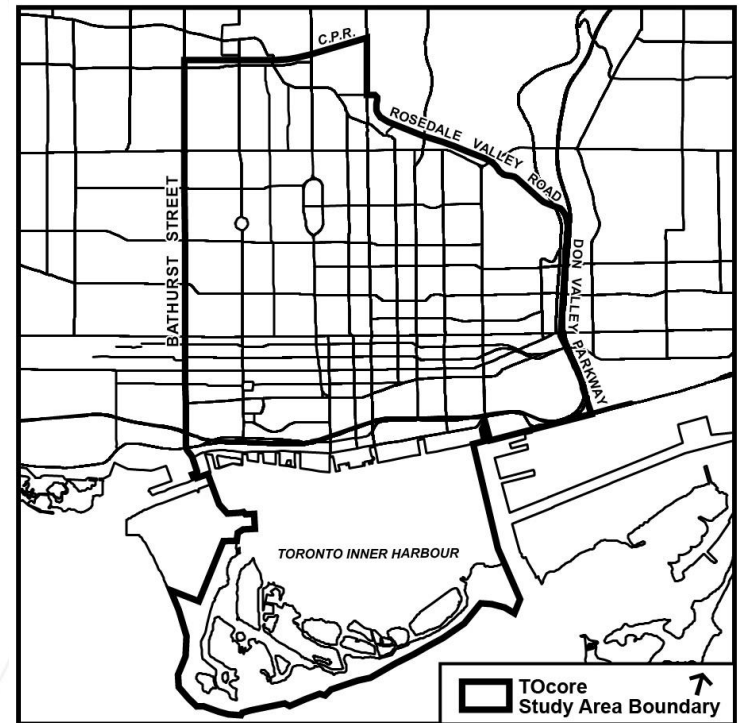 C.P.R.
ROSEDALE VALLEY ROAD
BATHURST STREET
DON VALLEY PARKWAY
TORONTO INNER HARBOUR
TOcore
Study Area Boundary